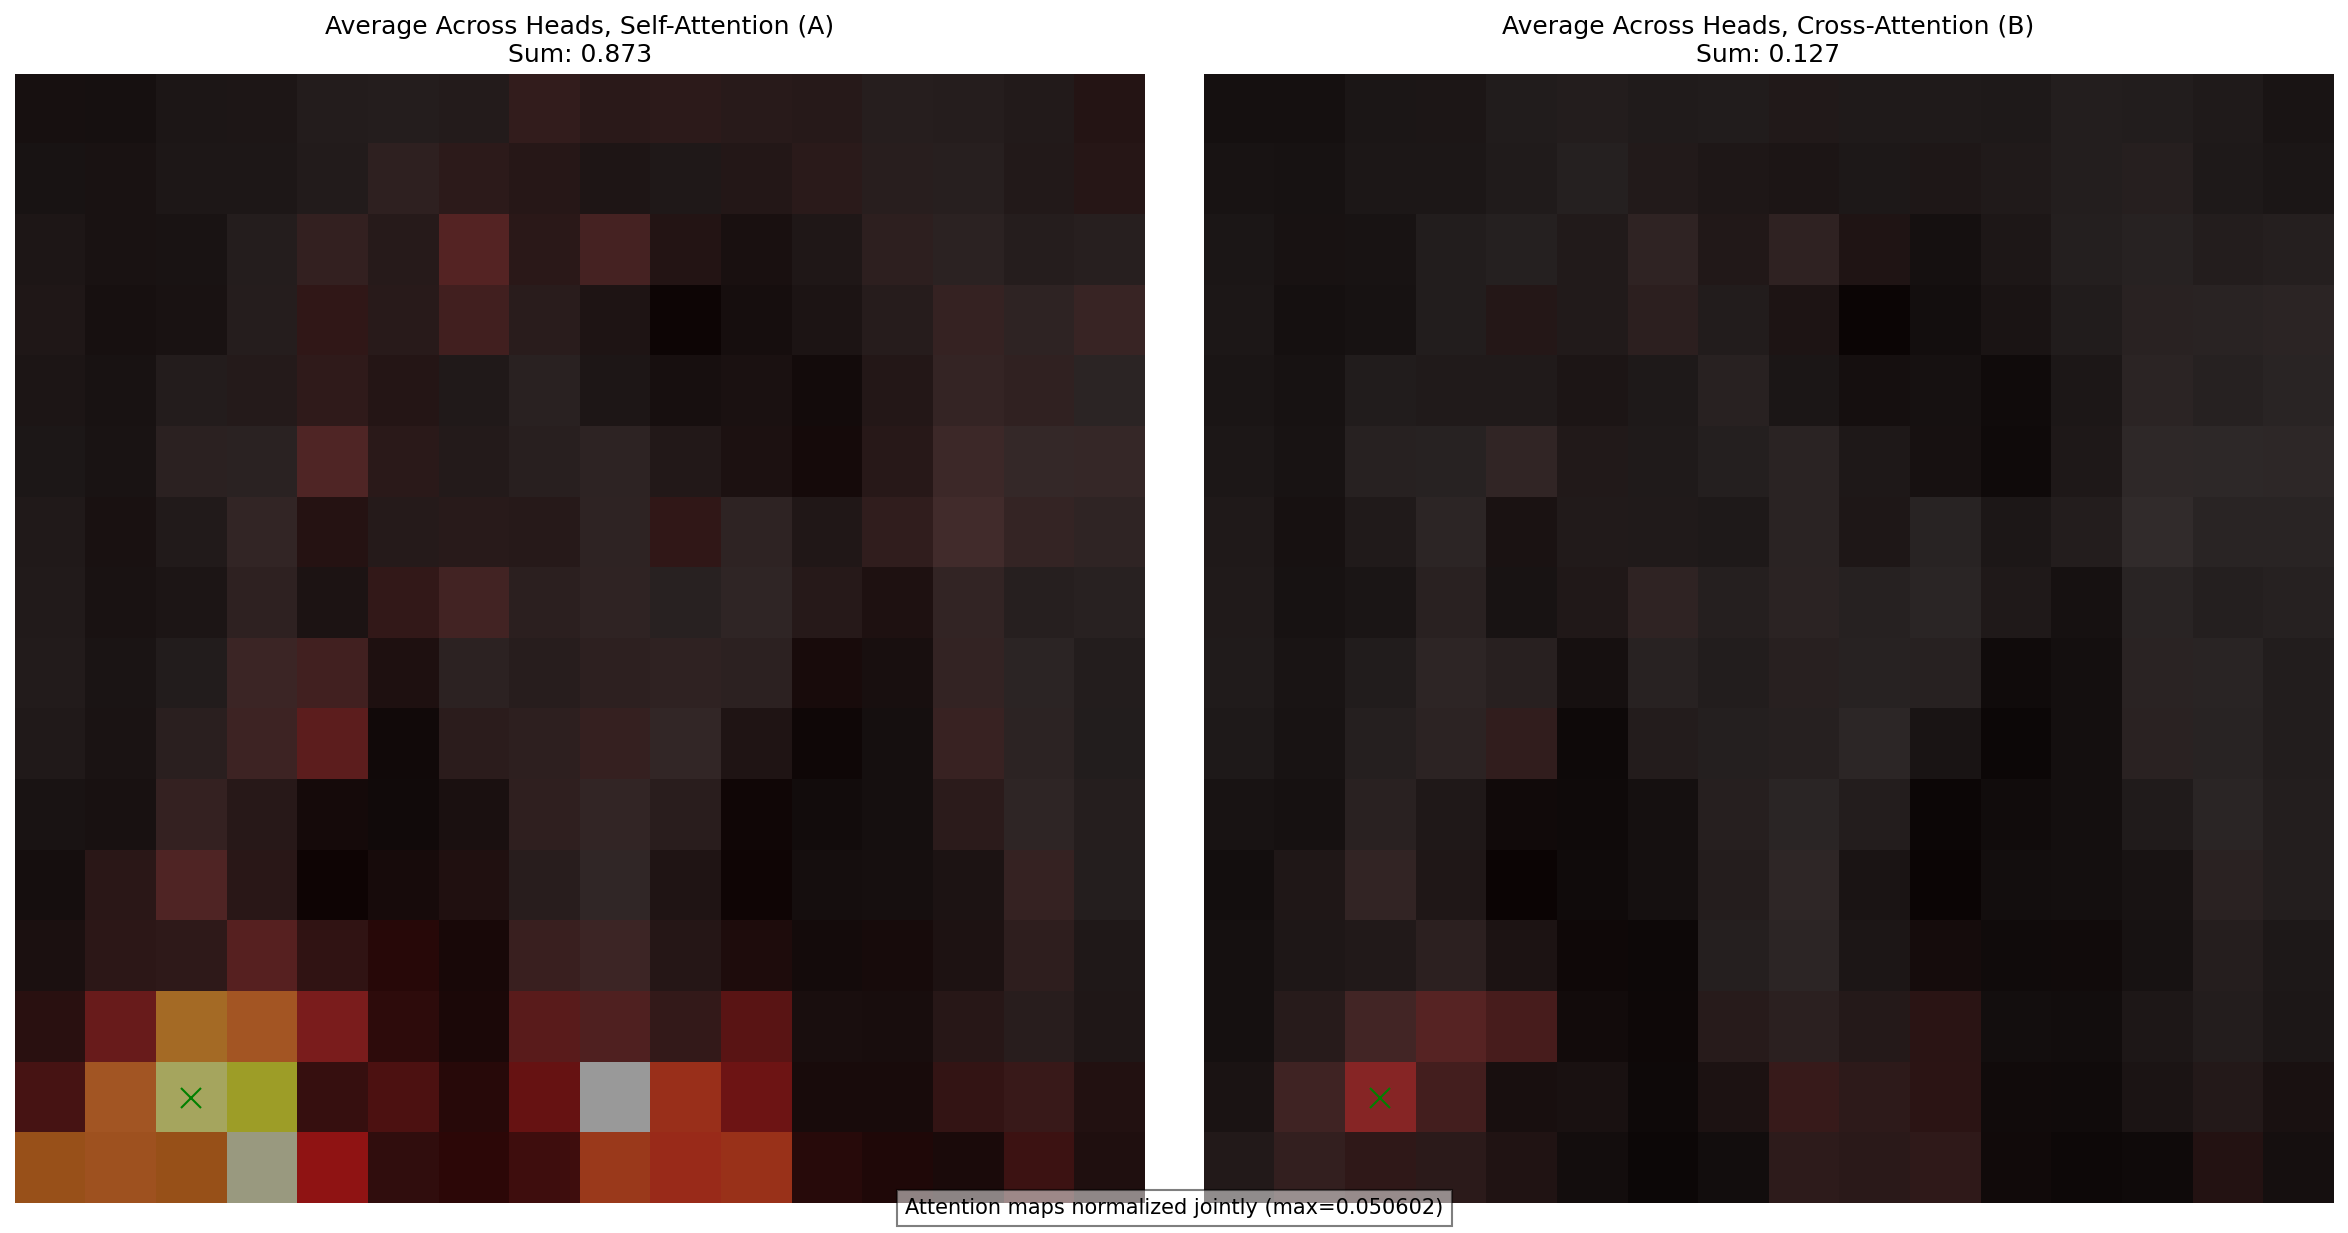 Average Across Heads, Self-Attention (A)
Sum: 0.873
Average Across Heads, Cross-Attention (B)
Sum: 0.127
Attention maps normalized jointly (max=0.050602)